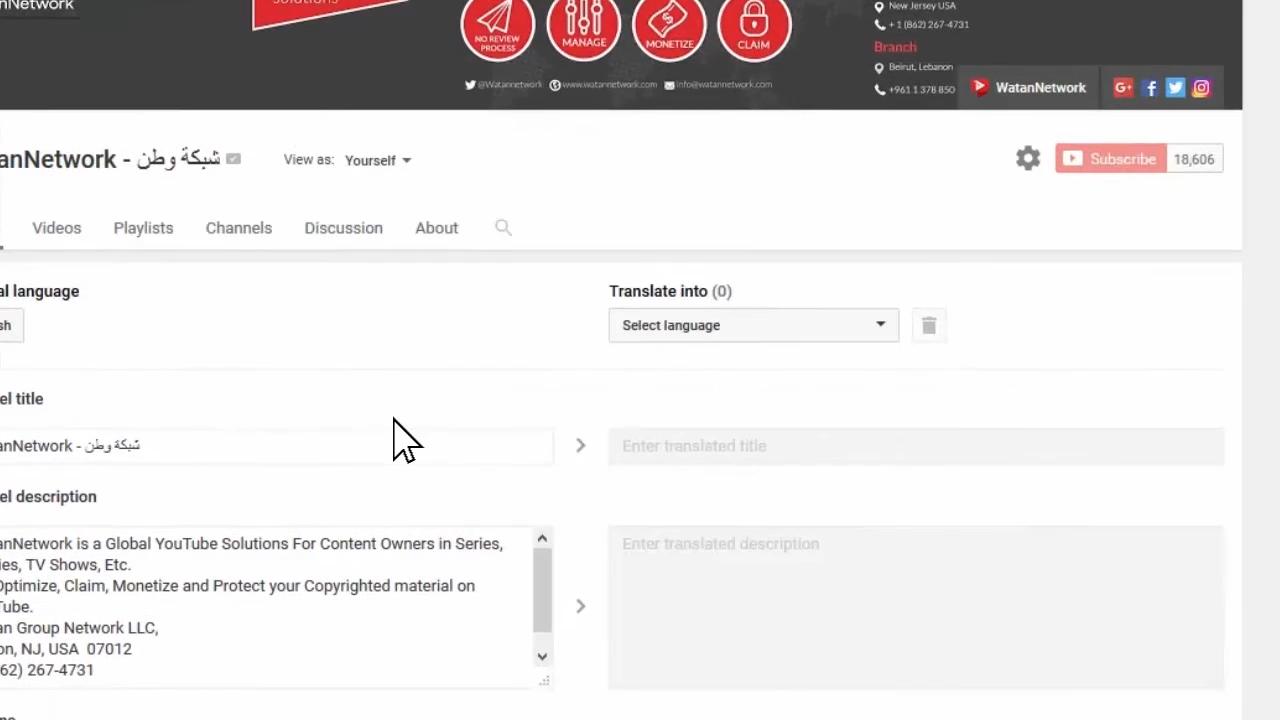 nNetwork
solutions
NO REVIEW
PROCESS
MANAGE
MONETIZE
CLAIM
New Jersey USA
+ 1 (862) 267-4731
Branch
Beirut, Lebanon
+961 1 378 850
@Watannetwork www.watannetwork.com info@watannetwork.com
WatanNetwork
G+
anNetwork - شبكة وطن
View as: Yourself
Subscribe 18,606
Videos Playlists Channels Discussion About
al language
Translate into (0)
sh
Select language
el title
anNetwork - شبكة وطن
Enter translated title
el description
anNetwork is a Global YouTube Solutions For Content Owners in Series,
ies, TV Shows, Etc.
Optimize, Claim, Monetize and Protect your Copyrighted material on
Tube.
an Group Network LLC,
on, NJ, USA 07012
62) 267-4731
Enter translated description